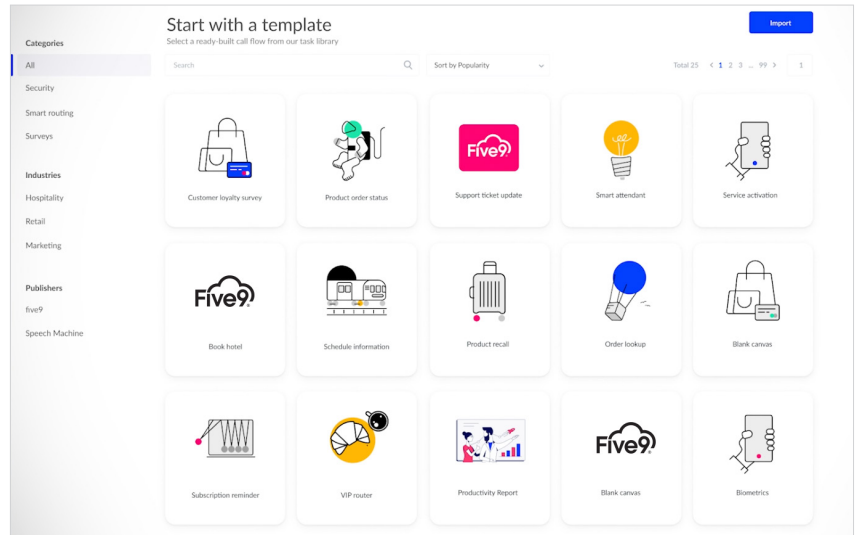 Start with a template
Select a ready-built call flow from our task library
Import
Categories
All
Security
Smart routing
Surveys
Industries
Hospitality
Retail
Marketing
Publishers
five9
Speech Machine
Search
Sort by Popularity
Total 25 < 1 2 3 ... 99 > 1
Customer loyalty survey
Product order status
Five9
Support ticket update
Smart attendant
Service activation
Five9
Book hotel
Schedule information
Product recall
Order lookup
Blank canvas
Subscription reminder
VIP router
Productivity Report
Five9
Blank canvas
Biometrics